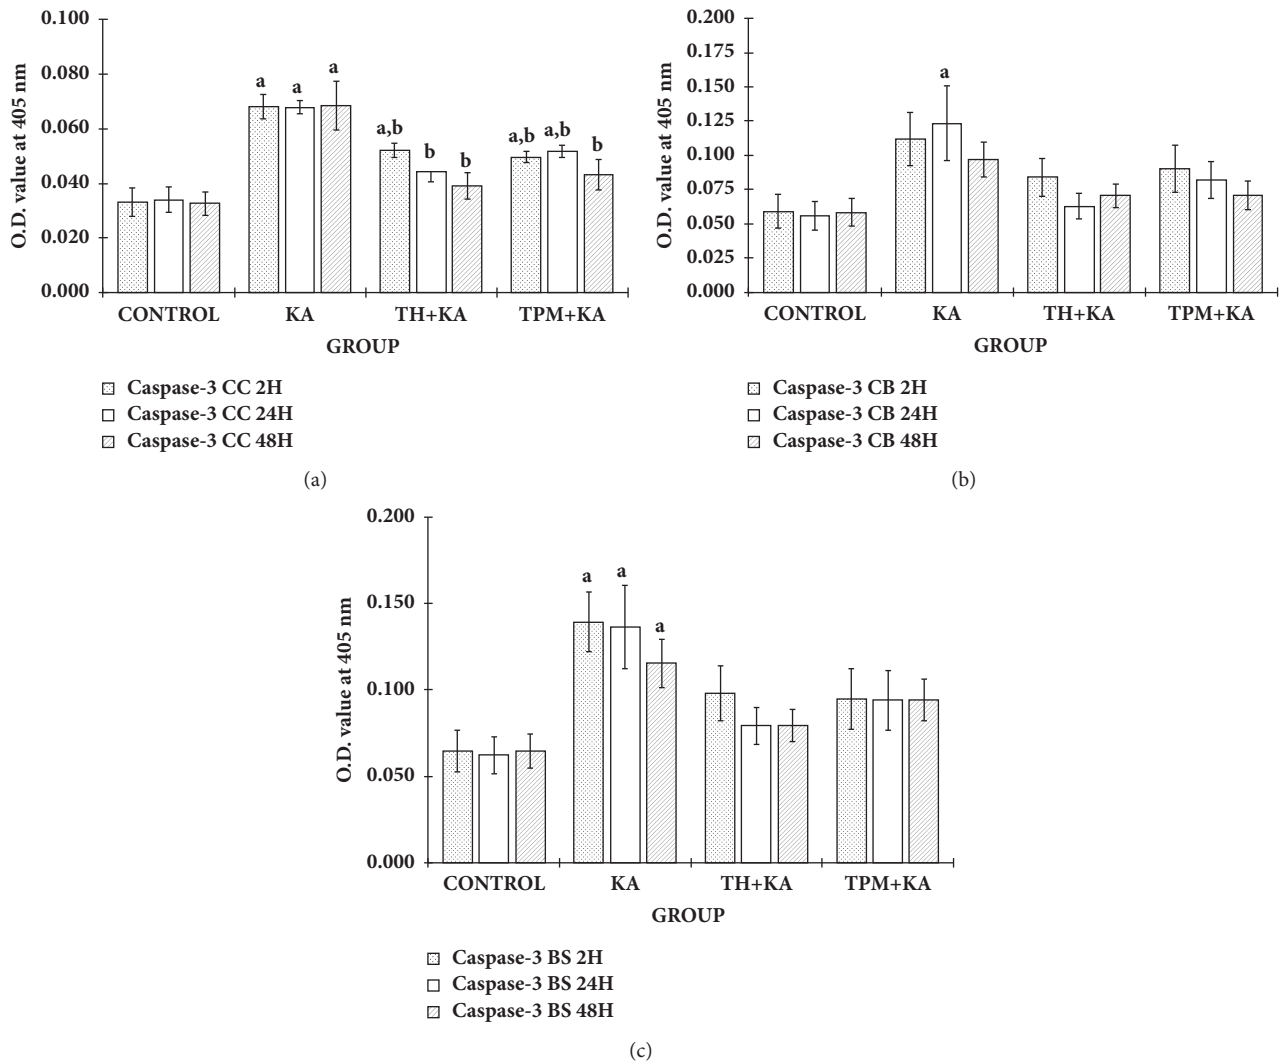 0.100
0.080
0.060
0.040
0.020
0.000
O.D. value at 405 nm
a
a
a
a,b
b
b
a,b
a,b
b
CONTROL
KA
TH+KA
TPM+KA
GROUP
Caspase-3 CC 2H
Caspase-3 CC 24H
Caspase-3 CC 48H
(a)
0.200
0.175
0.150
0.125
0.100
0.075
0.050
0.025
0.000
O.D. value at 405 nm
a
CONTROL
KA
TH+KA
TPM+KA
GROUP
Caspase-3 CB 2H
Caspase-3 CB 24H
Caspase-3 CB 48H
(b)
0.200
0.150
0.100
0.050
0.000
O.D. value at 405 nm
a
a
a
CONTROL
KA
TH+KA
TPM+KA
GROUP
Caspase-3 BS 2H
Caspase-3 BS 24H
Caspase-3 BS 48H
(c)